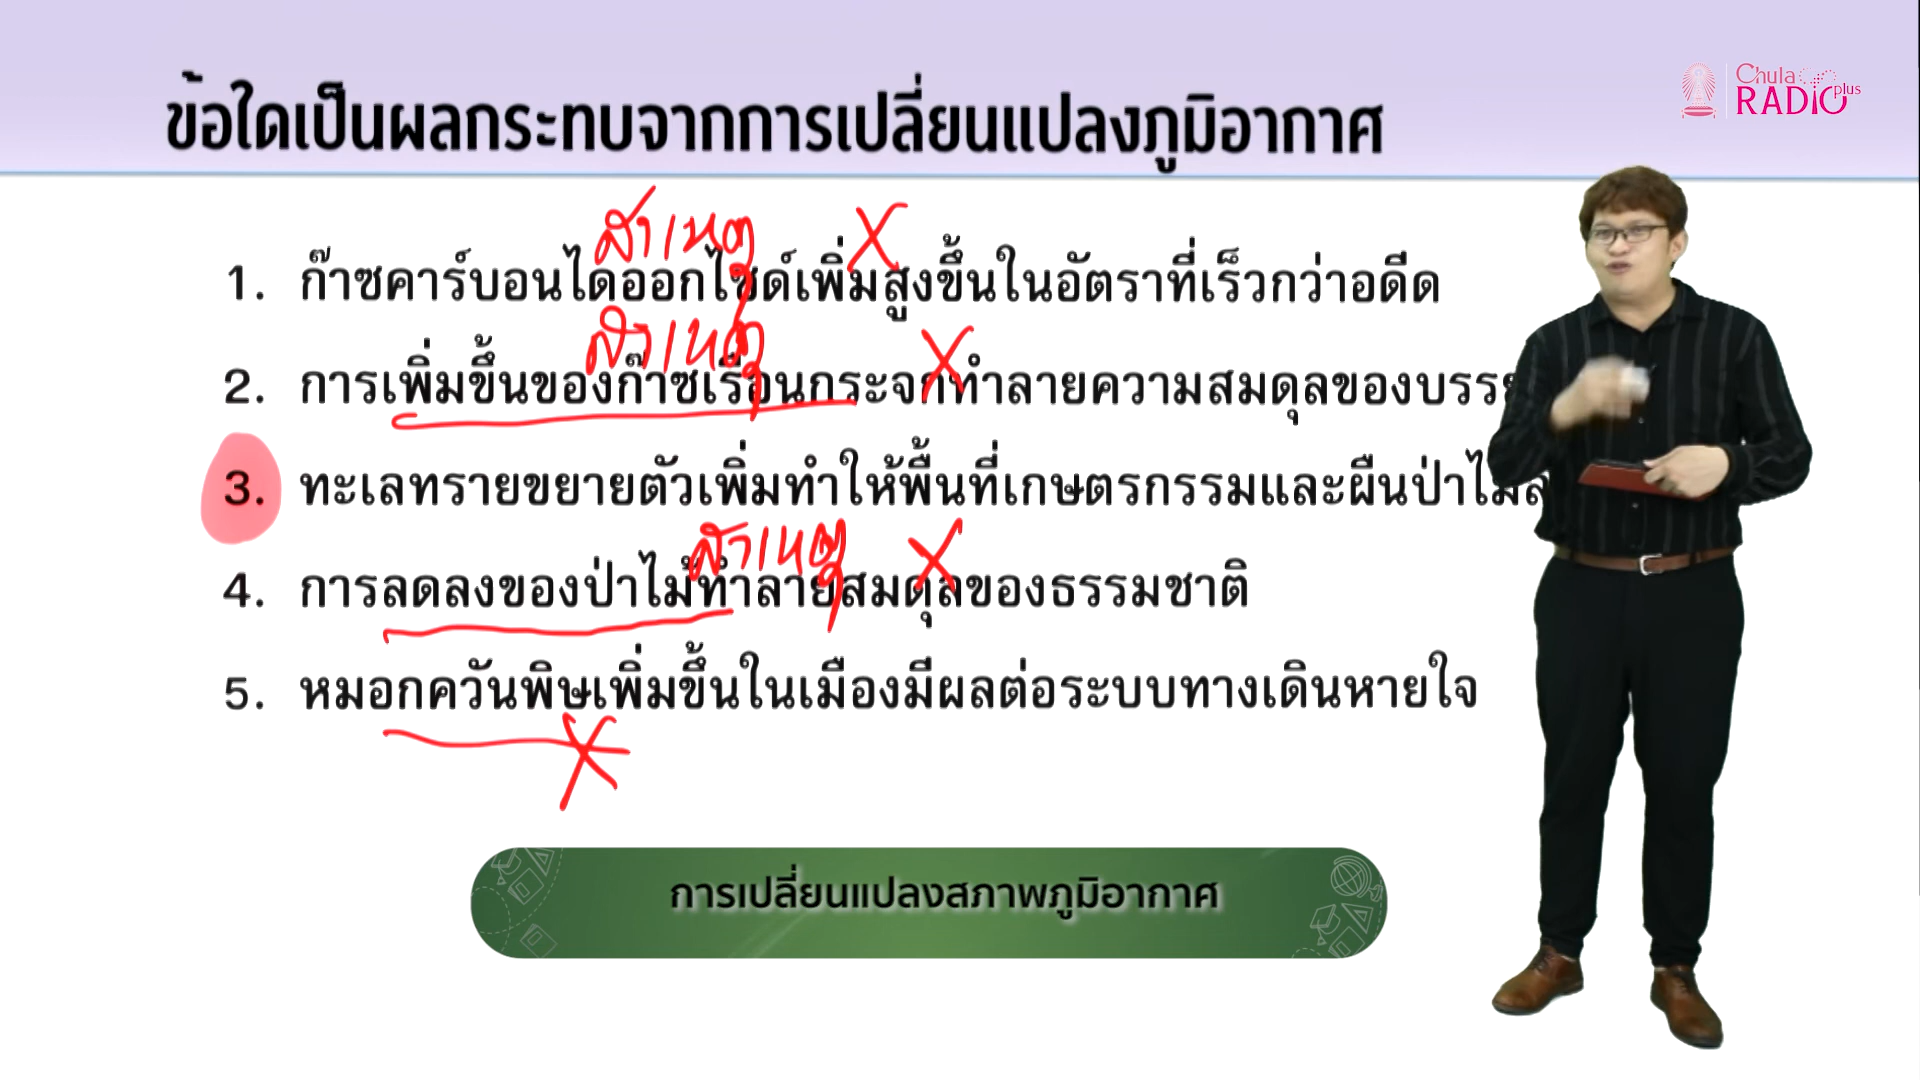 ข้อใดเป็นผลกระทบจากการเปลี่ยนแปลงภูมิอากาศ
Chula
RADIO plus
สาเหตุ
1. ก๊าซคาร์บอนไดออกไซด์เพิ่มสูงขึ้นในอัตราที่เร็วกว่าอดีต
สาเหตุ
2. การเพิ่มขึ้นของก๊าซเรือนกระจกทำลายความสมดุลของ
3. ทะเลทรายขยายตัวเพิ่มทำให้พื้นที่เกษตรกรรมและผืนป่าไม้
สาเหตุ
4. การลดลงของป่าไม้ทำลายสมดุลของธรรมชาติ
5. หมอกควันพิษเพิ่มขึ้นในเมืองมีผลต่อระบบทางเดินหายใจ
การเปลี่ยนแปลงสภาพภูมิอากาศ